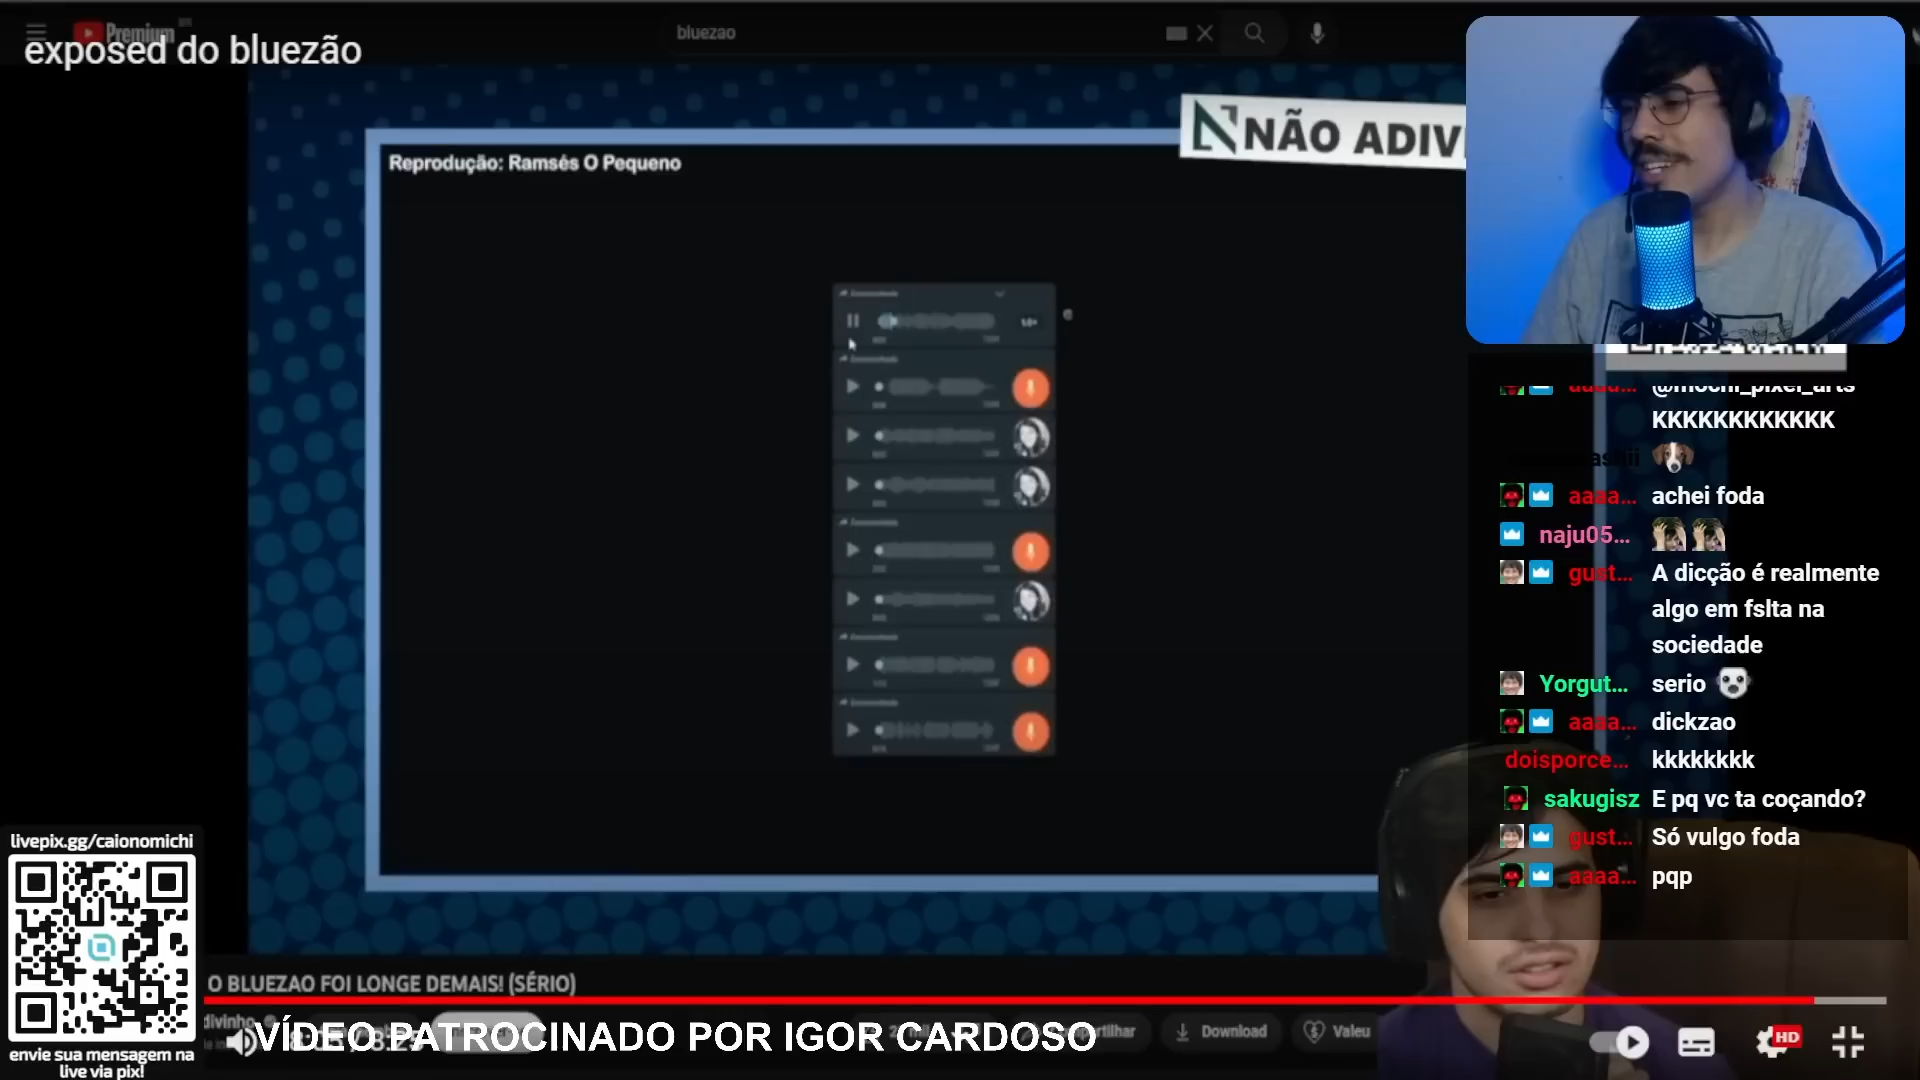 Premium
exposed do bluezão
bluezao
NÃO ADIV
Reprodução: Ramsés O Pequeno
@mochi_pixel_arts
KKKKKKKKKKKK
aaaa... achei foda
naju05...
gust... A dicção é realmente
algo em fslta na
sociedade
Yorgut... serio
aaaa... dickzao
doisporce... kkkkkkkk
sakugisz E pq vc ta coçando?
gust... Só vulgo foda
aaaa... pqp
livepix.gg/caionomichi
envie sua mensagem na
live via pix!
O BLUEZAO FOI LONGE DEMAIS! (SÉRIO)
VÍDEO PATROCINADO POR IGOR CARDOSO
Download
Valeu
HD